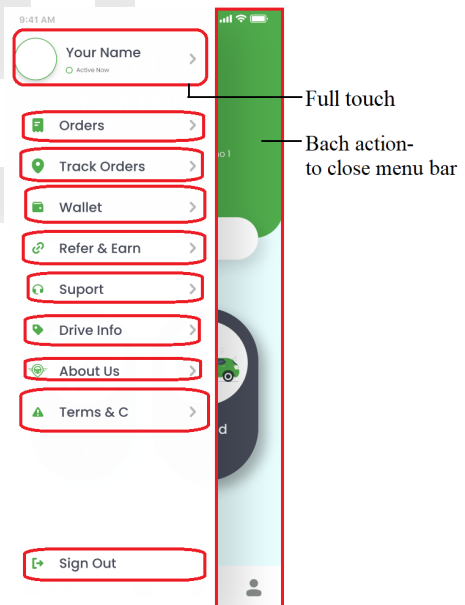 9:41 AM
Your Name
Active Now
Full touch
Orders
Bach action-
to close menu bar
Track Orders
Wallet
Refer & Earn
Suport
Drive Info
About Us
Terms & C
d
Sign Out